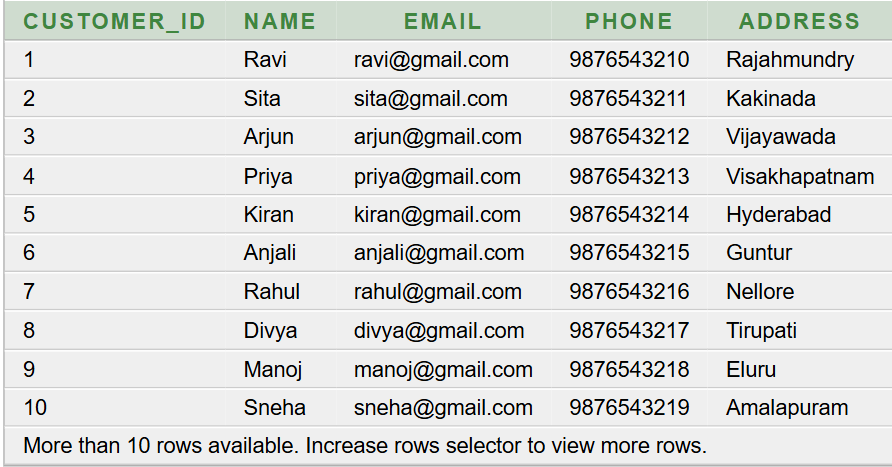 CUSTOMER_ID NAME EMAIL PHONE ADDRESS
1 Ravi ravi@gmail.com 9876543210 Rajahmundry
2 Sita sita@gmail.com 9876543211 Kakinada
3 Arjun arjun@gmail.com 9876543212 Vijayawada
4 Priya priya@gmail.com 9876543213 Visakhapatnam
5 Kiran kiran@gmail.com 9876543214 Hyderabad
6 Anjali anjali@gmail.com 9876543215 Guntur
7 Rahul rahul@gmail.com 9876543216 Nellore
8 Divya divya@gmail.com 9876543217 Tirupati
9 Manoj manoj@gmail.com 9876543218 Eluru
10 Sneha sneha@gmail.com 9876543219 Amalapuram
More than 10 rows available. Increase rows selector to view more rows.